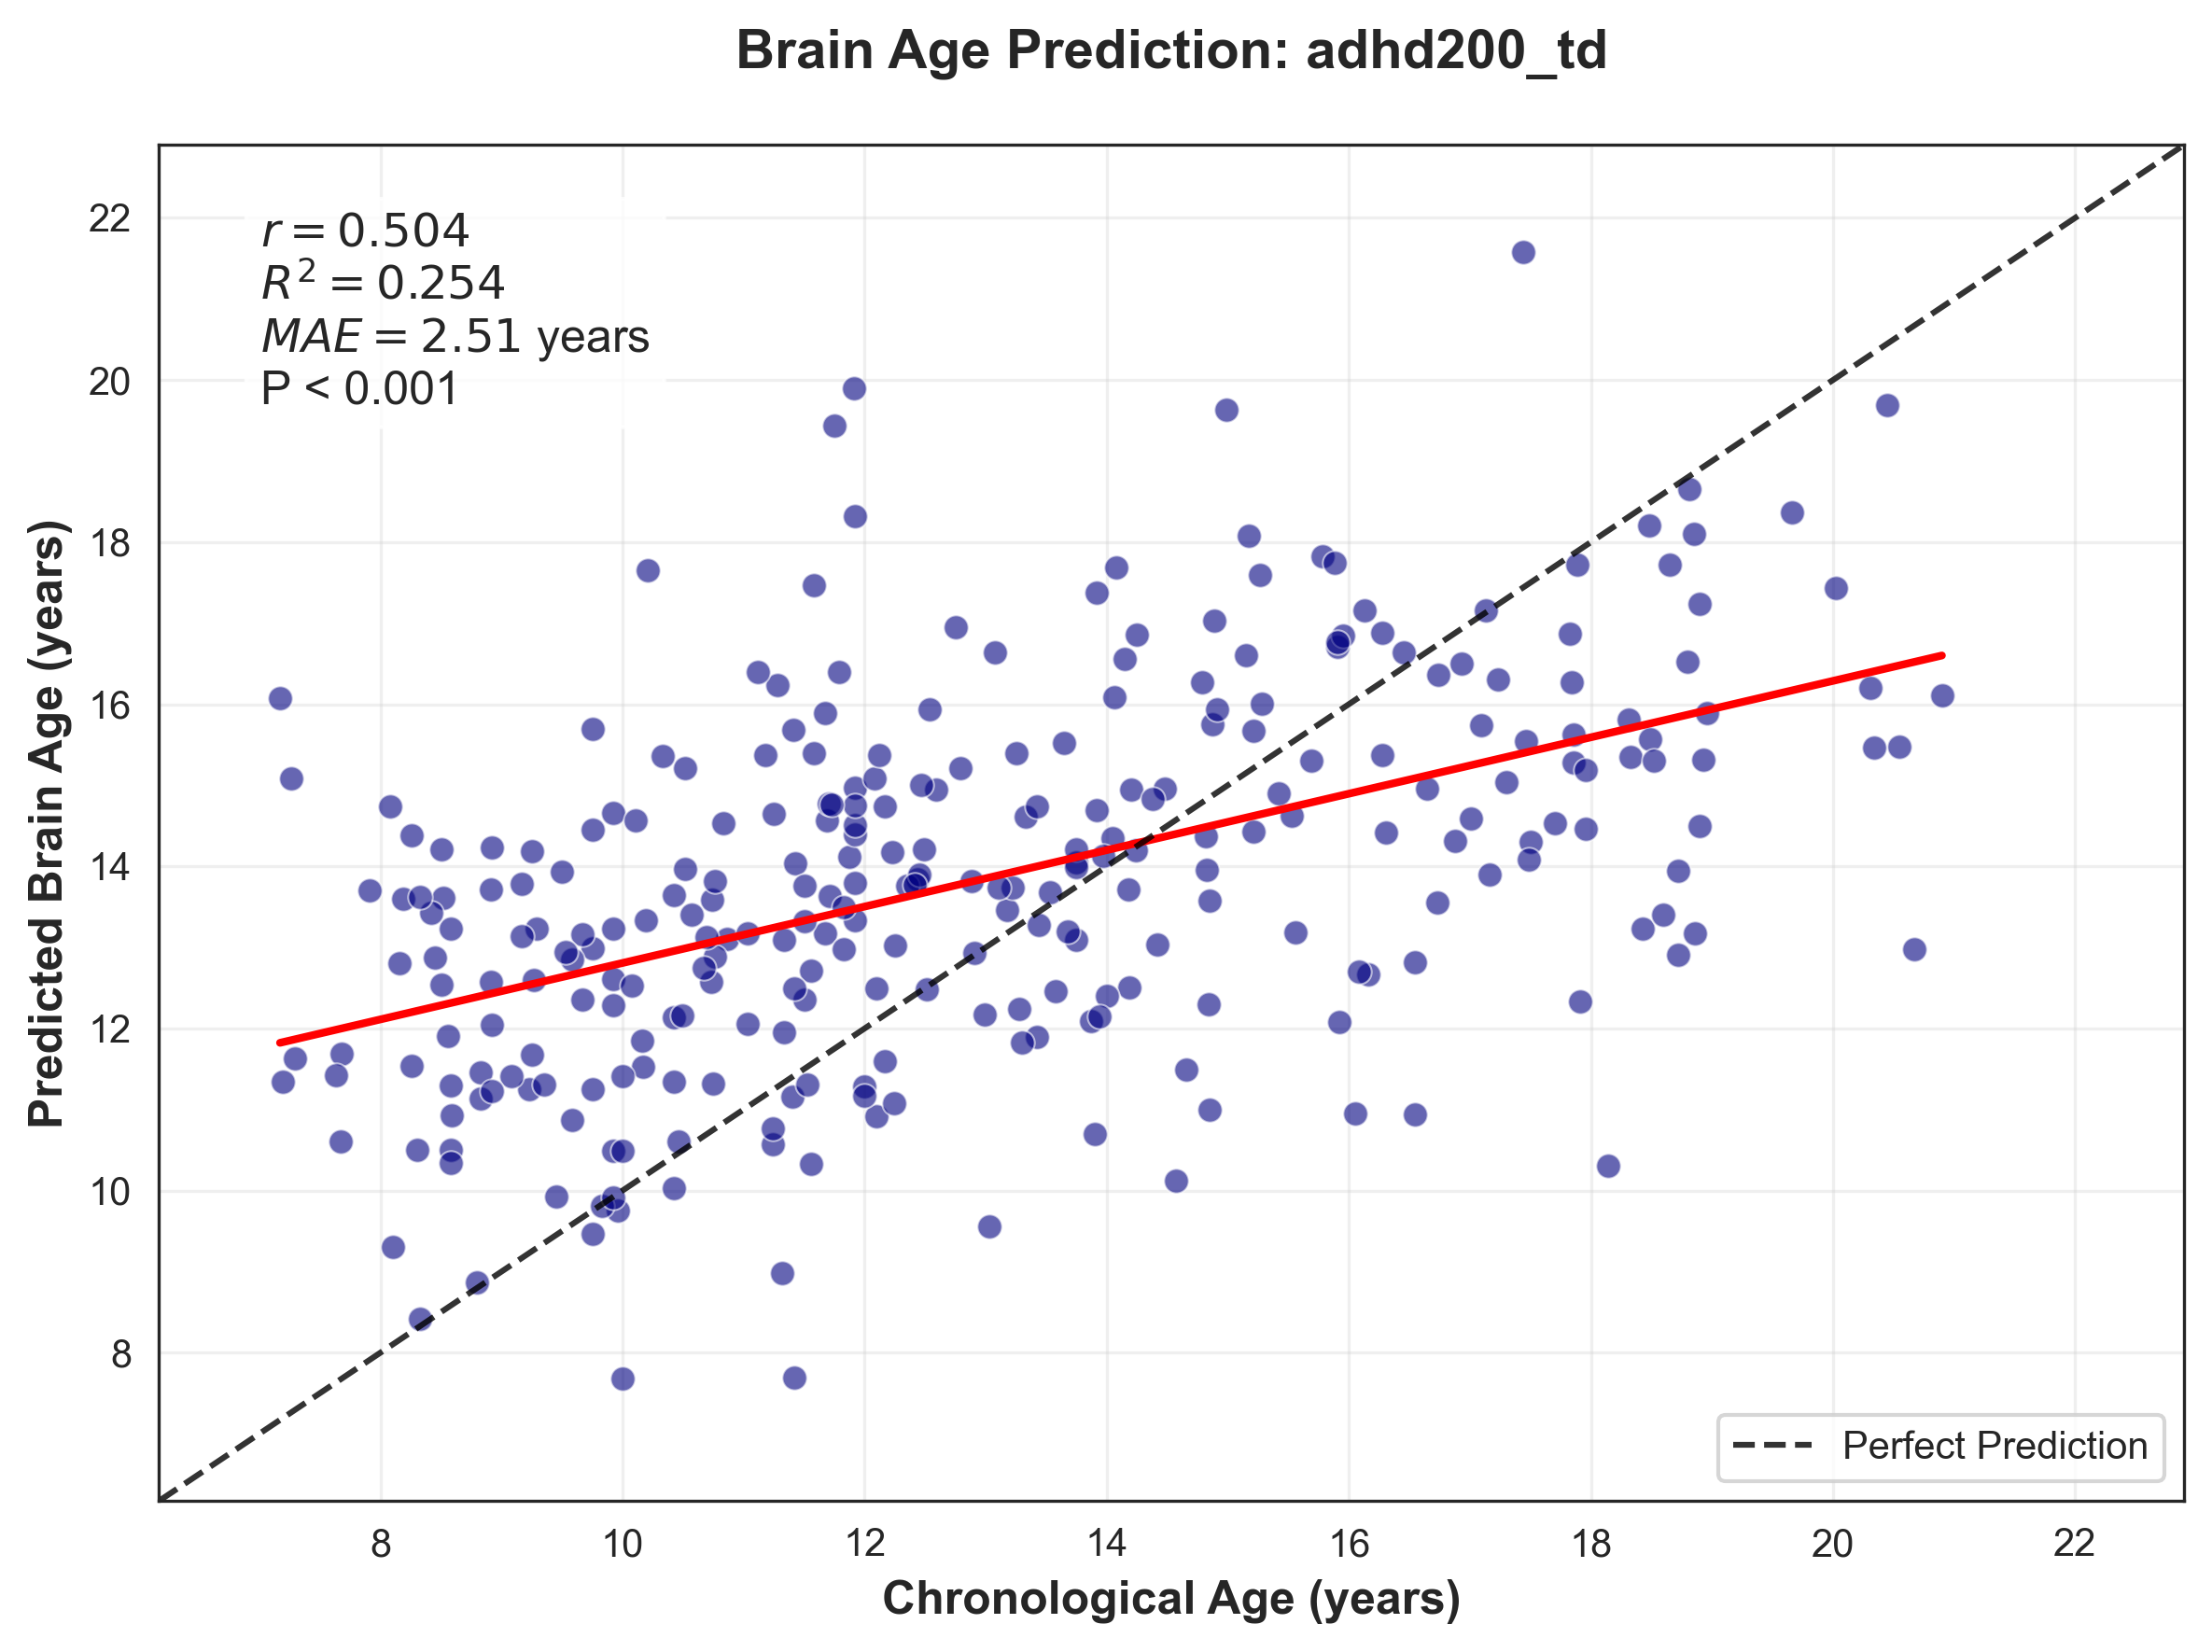 Brain Age Prediction: adhd200_td
r = 0.504
R² = 0.254
MAE = 2.51 years
P < 0.001
Predicted Brain Age (years)
22
20
18
16
14
12
10
8
Perfect Prediction
8 10 12 14 16 18 20 22
Chronological Age (years)